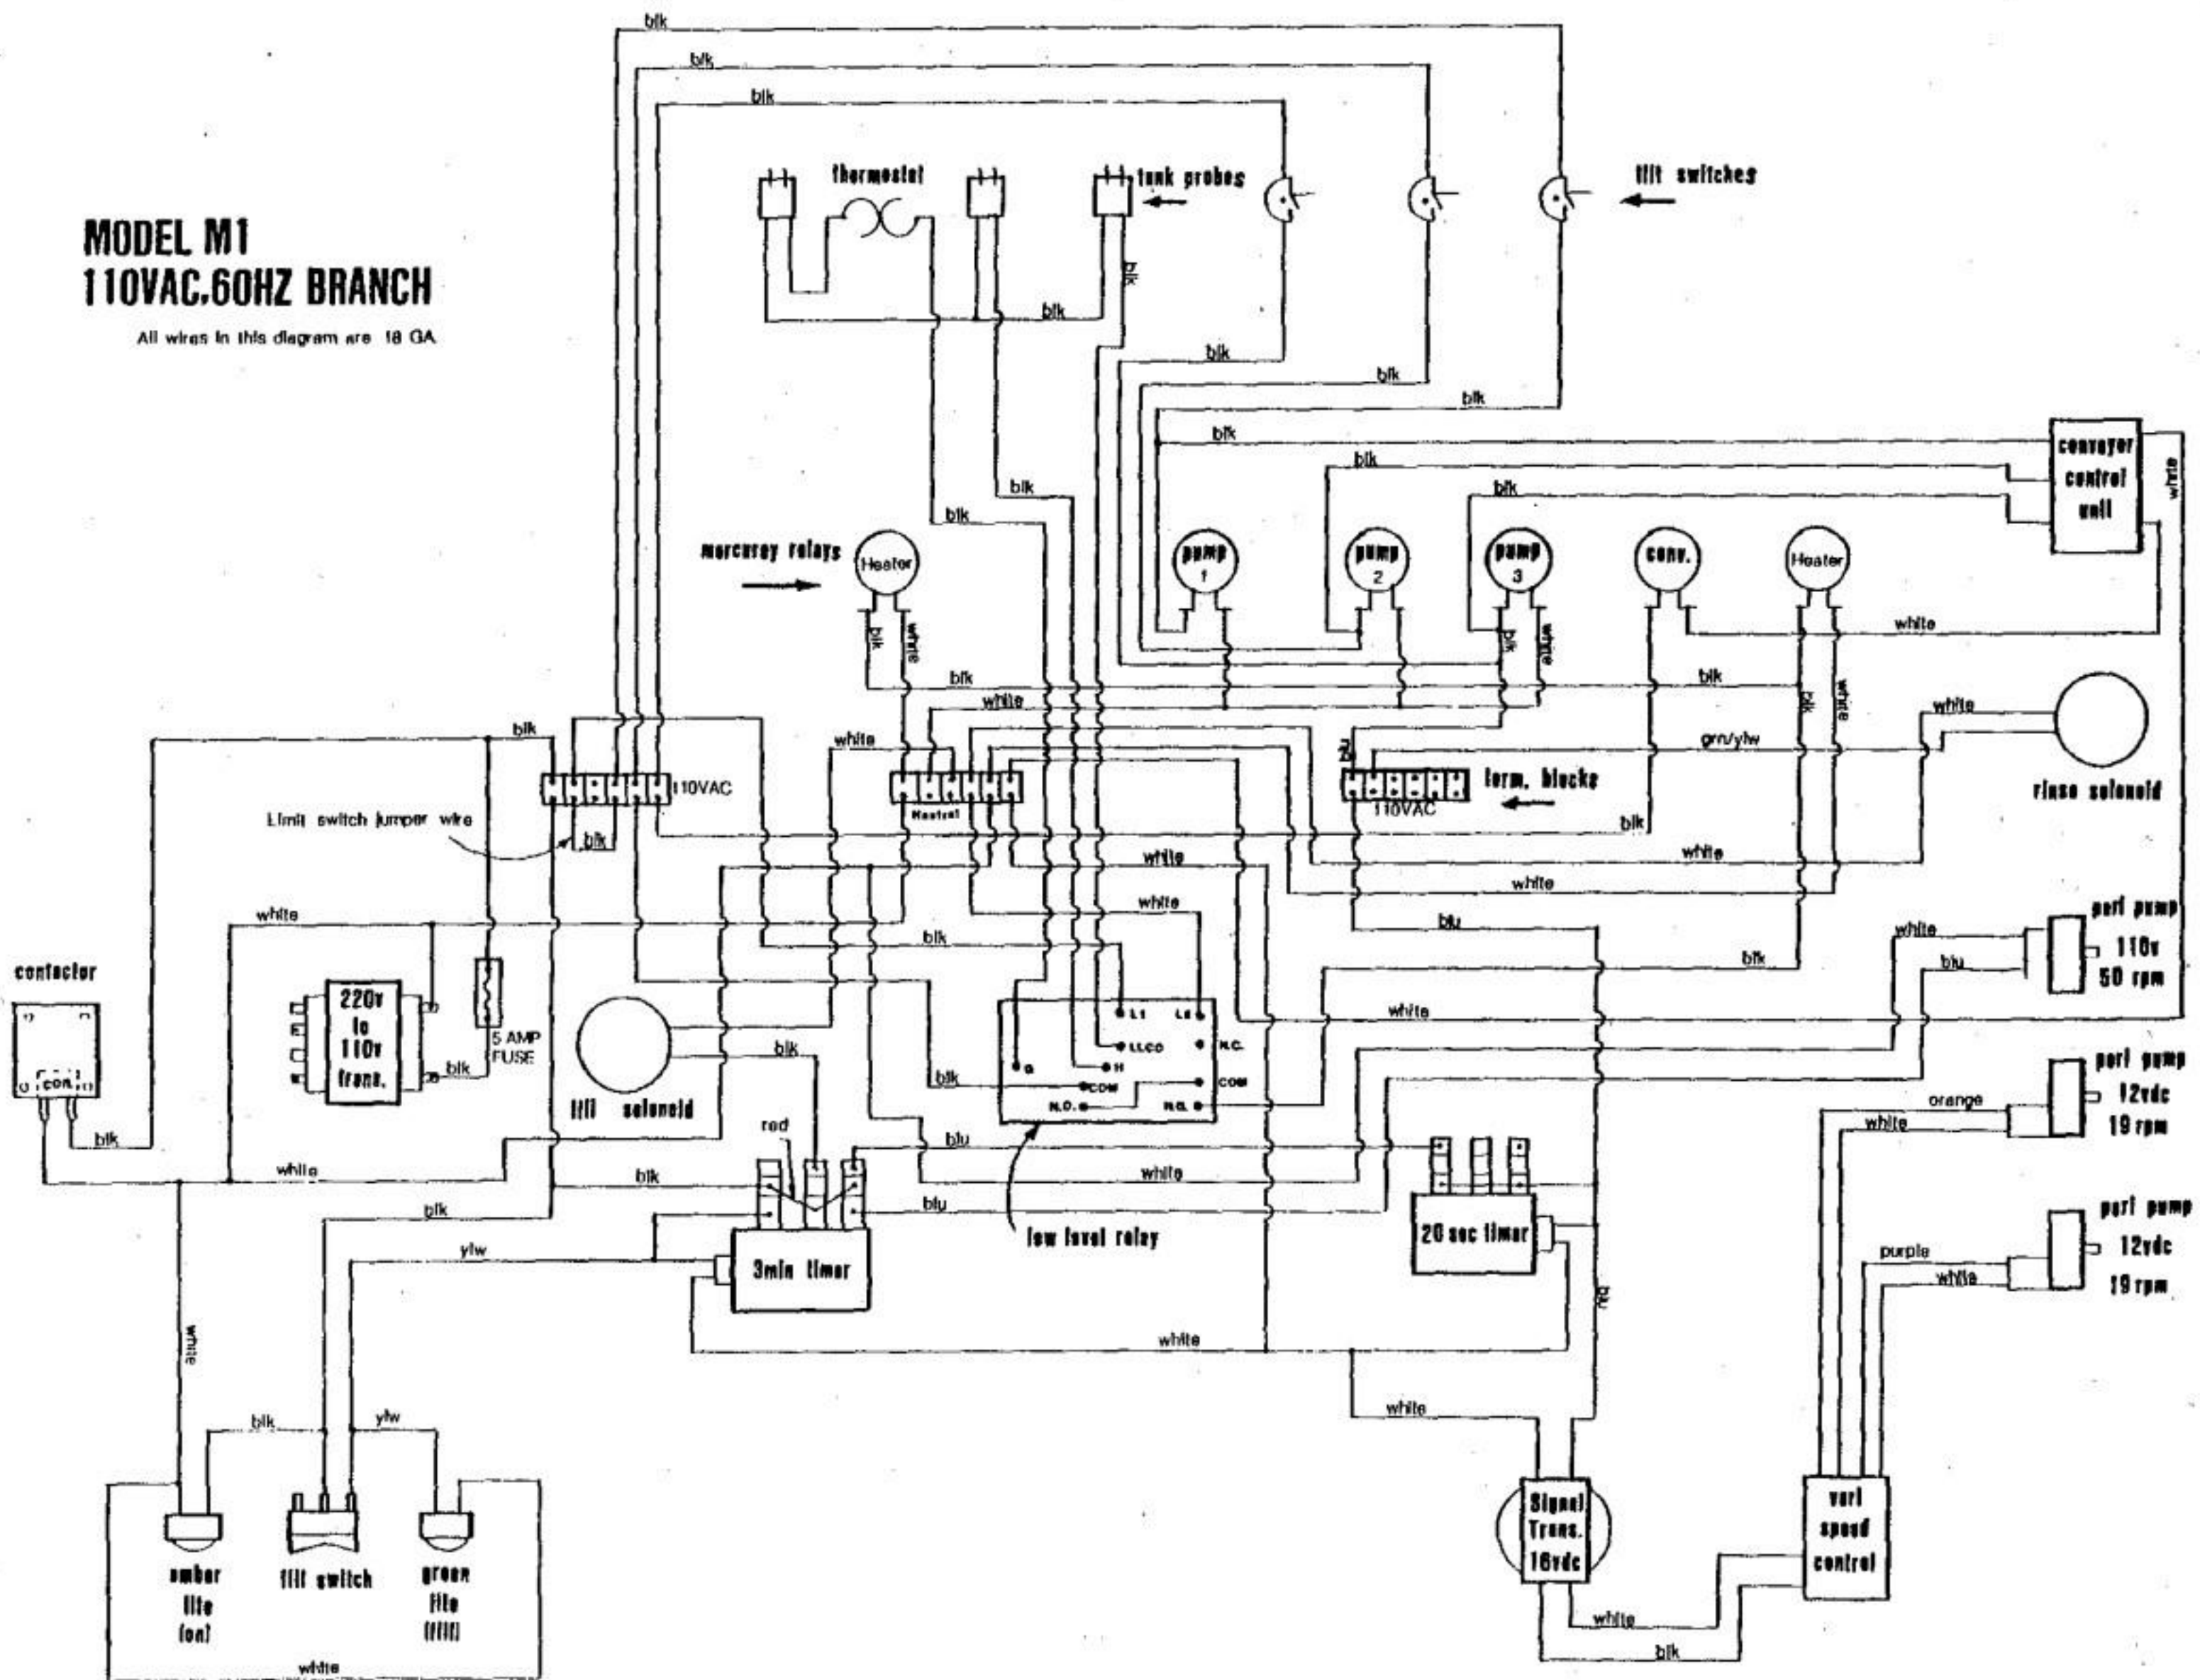 blk
blk
blk
thermostat
tank probes
tilt switches
MODEL M1
110VAC.60HZ BRANCH
All wires in this diagram are 18 GA
blk
blk
blk
blk
blk
blk
blk
blk
blk
conveyor
control
unit
white
blk
blk
mercurey relays
Heater
pump
1
pump
2
pump
3
conv.
Heater
blk
white
blk
white
white
blk
blk
white
blk
white
white
blk
white
grn/ylw
110VAC
Neutral
110VAC
term. blocks
rinse solenoid
Limit switch jumper wire
blk
blk
white
white
white
white
white
blk
blu
blk
white
blu
peri pump
110v
50 rpm
contactor
con.
220v
to
110v
trans.
5 AMP
FUSE
blk
blk
fill solenoid
L1
L2
LLCO
N.C.
G
H
COM
COM
N.O.
N.O.
blk
white
peri pump
12vdc
19 rpm
orange
white
blk
red
blu
white
white
blk
blu
low level relay
20 sec timer
blk
ylw
3min timer
peri pump
12vdc
19 rpm
purple
white
blu
white
white
white
blk
ylw
amber
lite
(on)
fill switch
green
lite
(fill)
white
Signal
Trans.
16vdc
vari
speed
control
white
blk